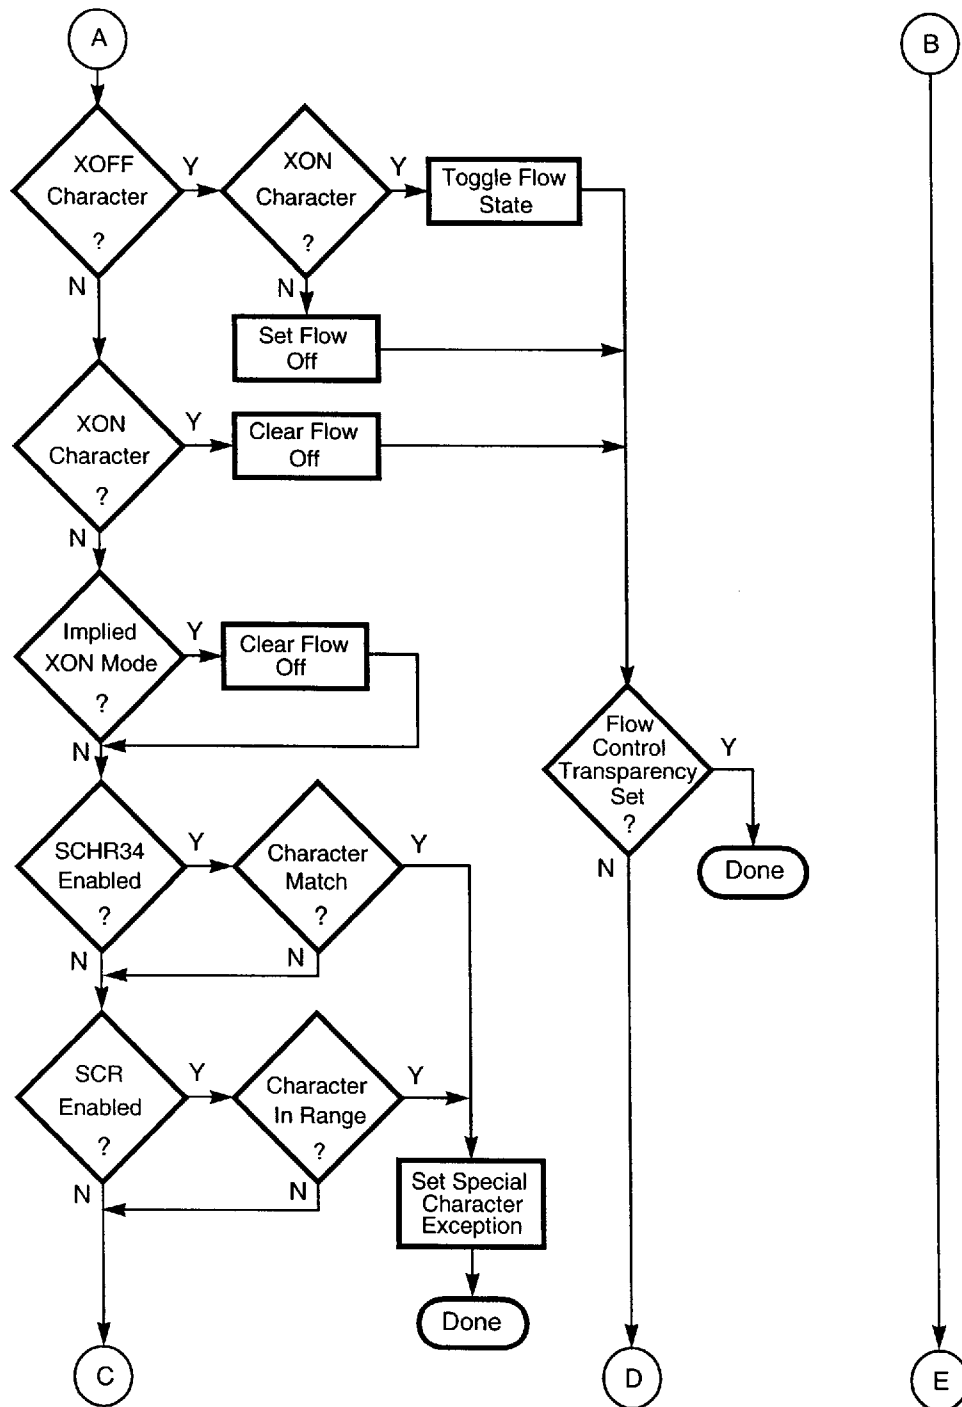 A
B
XOFF
Character
?
Y
XON
Character
?
Y
Toggle Flow
State
N
N
Set Flow
Off
XON
Character
?
Y
Clear Flow
Off
N
Implied
XON Mode
?
Y
Clear Flow
Off
N
Flow
Control
Transparency
Set
?
Y
Done
N
SCHR34
Enabled
?
Y
Character
Match
?
Y
N
N
SCR
Enabled
?
Y
Character
In Range
?
Y
N
N
Set Special
Character
Exception
Done
C
D
E